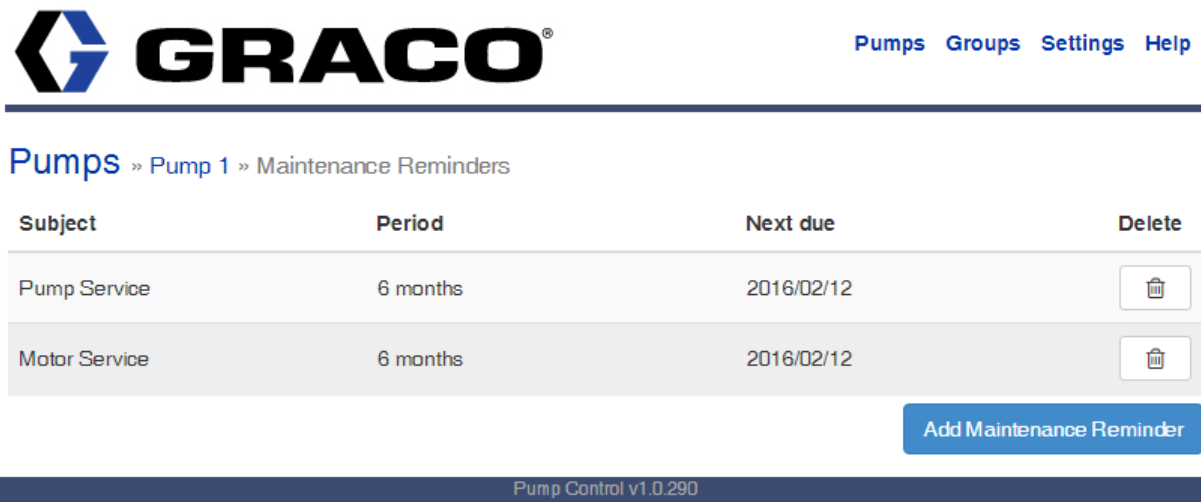 GRACO®
Pumps Groups Settings Help
Pumps » Pump 1 » Maintenance Reminders
Subject Period Next due Delete
Pump Service 6 months 2016/02/12
Motor Service 6 months 2016/02/12
Add Maintenance Reminder
Pump Control v1.0.290